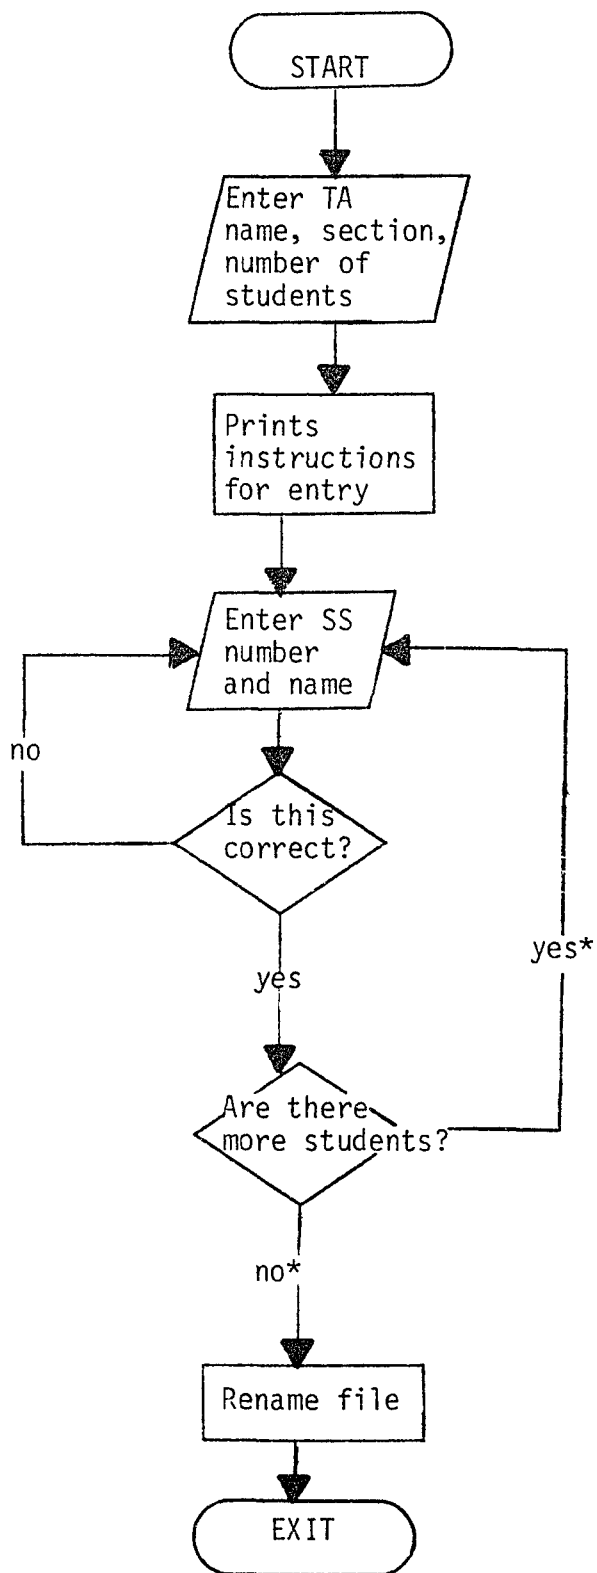 START
Enter TA
name, section,
number of
students
Prints
instructions
for entry
Enter SS
number
and name
no
Is this
correct?
yes*
yes
Are there
more students?
no*
Rename file
EXIT